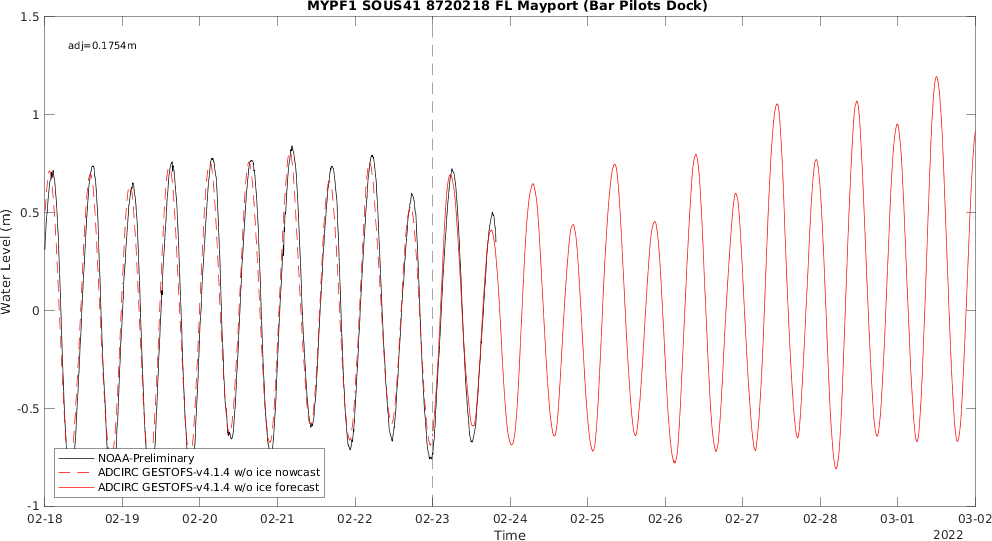 MYPF1 SOUS41 8720218 FL Mayport (Bar Pilots Dock)
adj=0.1754m
1.5
1
0.5
0
-0.5
-1
Water Level (m)
NOAA-Preliminary
ADCIRC GESTOFS-v4.1.4 w/o ice nowcast
ADCIRC GESTOFS-v4.1.4 w/o ice forecast
02-18 02-19 02-20 02-21 02-22 02-23 02-24 02-25 02-26 02-27 02-28 03-01 03-02
Time
2022